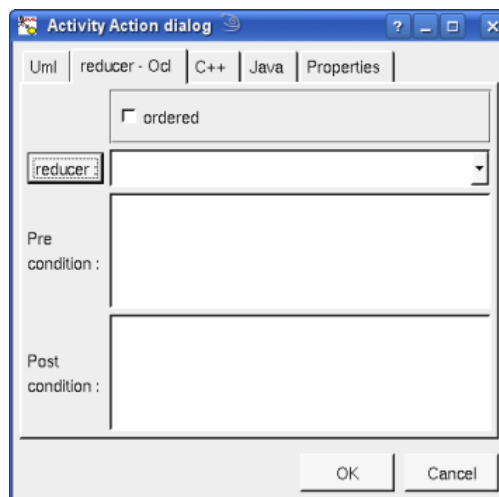 Activity Action dialog
Uml reducer - Ocl C++ Java Properties
ordered
reducer :
Pre
condition :
Post
condition :
OK Cancel